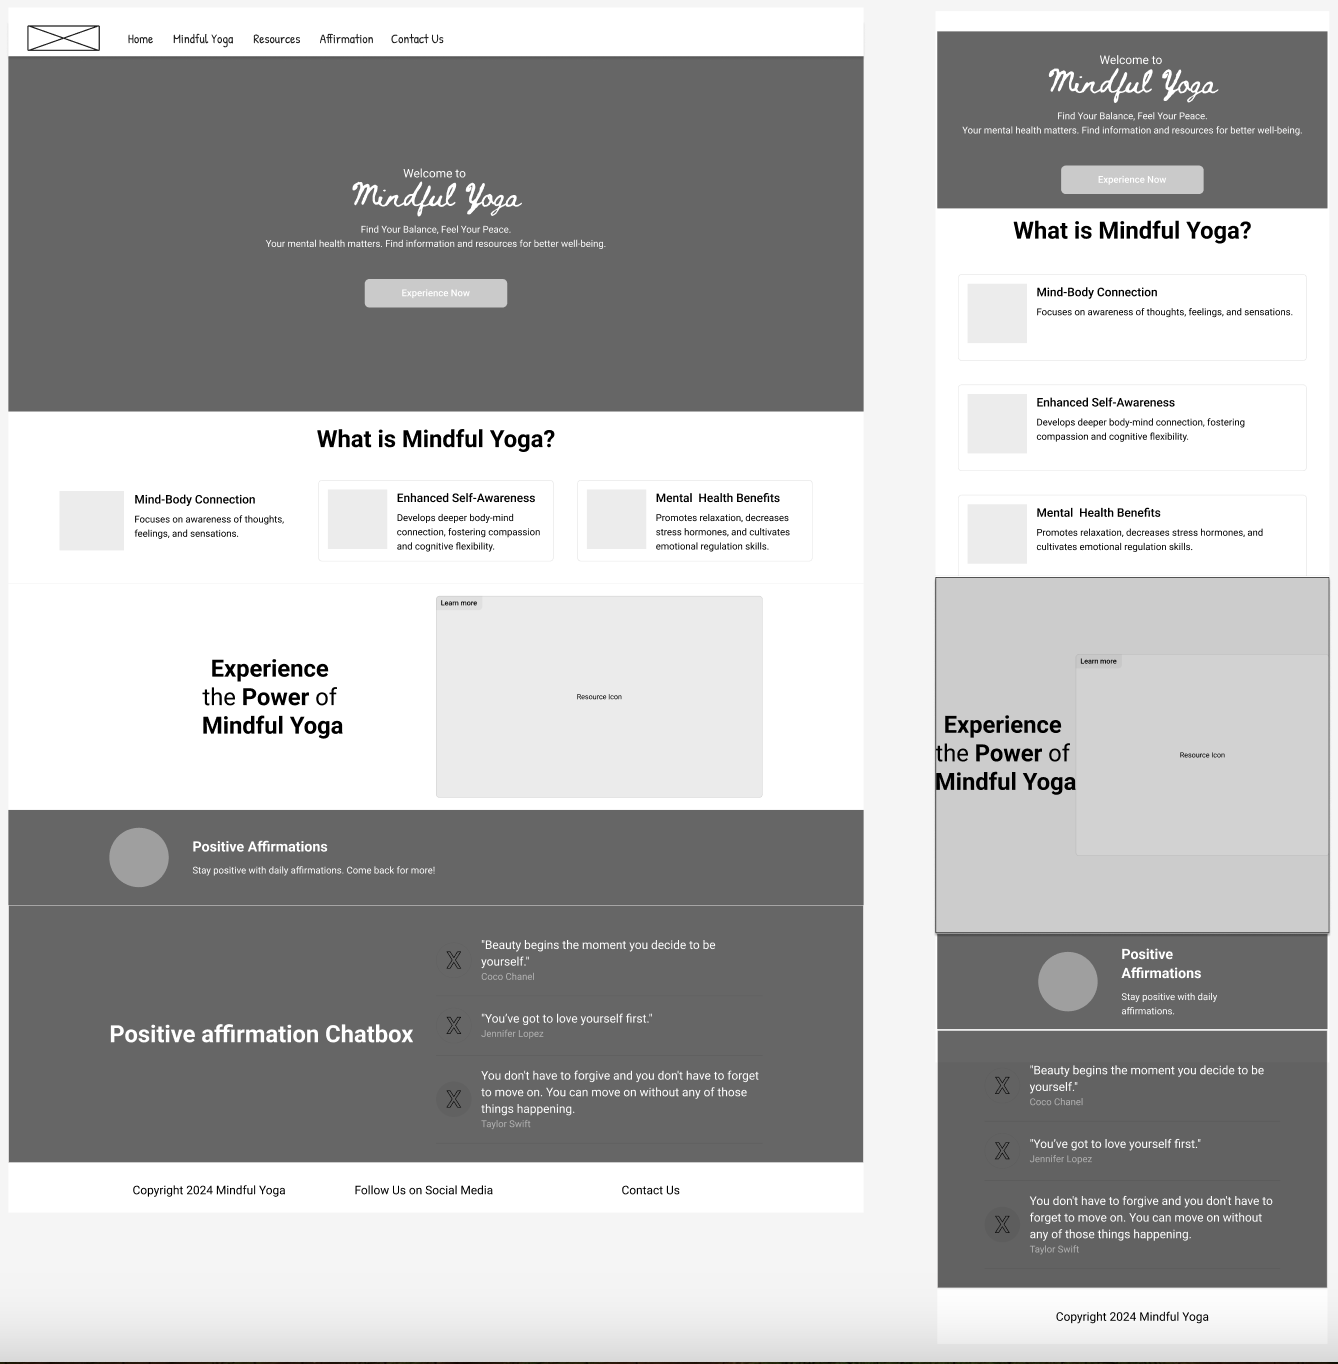 Home Mindful Yoga Resources Affirmation Contact Us
Welcome to
Mindful Yoga
Find Your Balance, Feel Your Peace.
Your mental health matters. Find information and resources for better well-being.
Experience Now
What is Mindful Yoga?
Mind-Body Connection
Focuses on awareness of thoughts,
feelings, and sensations.
Enhanced Self-Awareness
Develops deeper body-mind
connection, fostering compassion
and cognitive flexibility.
Mental Health Benefits
Promotes relaxation, decreases
stress hormones, and cultivates
emotional regulation skills.
Experience
the Power of
Mindful Yoga
Learn more
Resource Icon
Positive Affirmations
Stay positive with daily affirmations. Come back for more!
Positive affirmation Chatbox
X
"Beauty begins the moment you decide to be
yourself."
Coco Chanel
X
"You've got to love yourself first."
Jennifer Lopez
X
You don't have to forgive and you don't have to forget
to move on. You can move on without any of those
things happening.
Taylor Swift
Copyright 2024 Mindful Yoga
Follow Us on Social Media
Contact Us
Welcome to
Mindful Yoga
Find Your Balance, Feel Your Peace.
Your mental health matters. Find information and resources for better well-being.
Experience Now
What is Mindful Yoga?
Mind-Body Connection
Focuses on awareness of thoughts, feelings, and sensations.
Enhanced Self-Awareness
Develops deeper body-mind connection, fostering
compassion and cognitive flexibility.
Mental Health Benefits
Promotes relaxation, decreases stress hormones, and
cultivates emotional regulation skills.
Experience
the Power of
Mindful Yoga
Learn more
Resource Icon
Positive
Affirmations
Stay positive with daily
affirmations.
X
"Beauty begins the moment you decide to be
yourself."
Coco Chanel
X
"You've got to love yourself first."
Jennifer Lopez
X
You don't have to forgive and you don't have to
forget to move on. You can move on without
any of those things happening.
Taylor Swift
Copyright 2024 Mindful Yoga